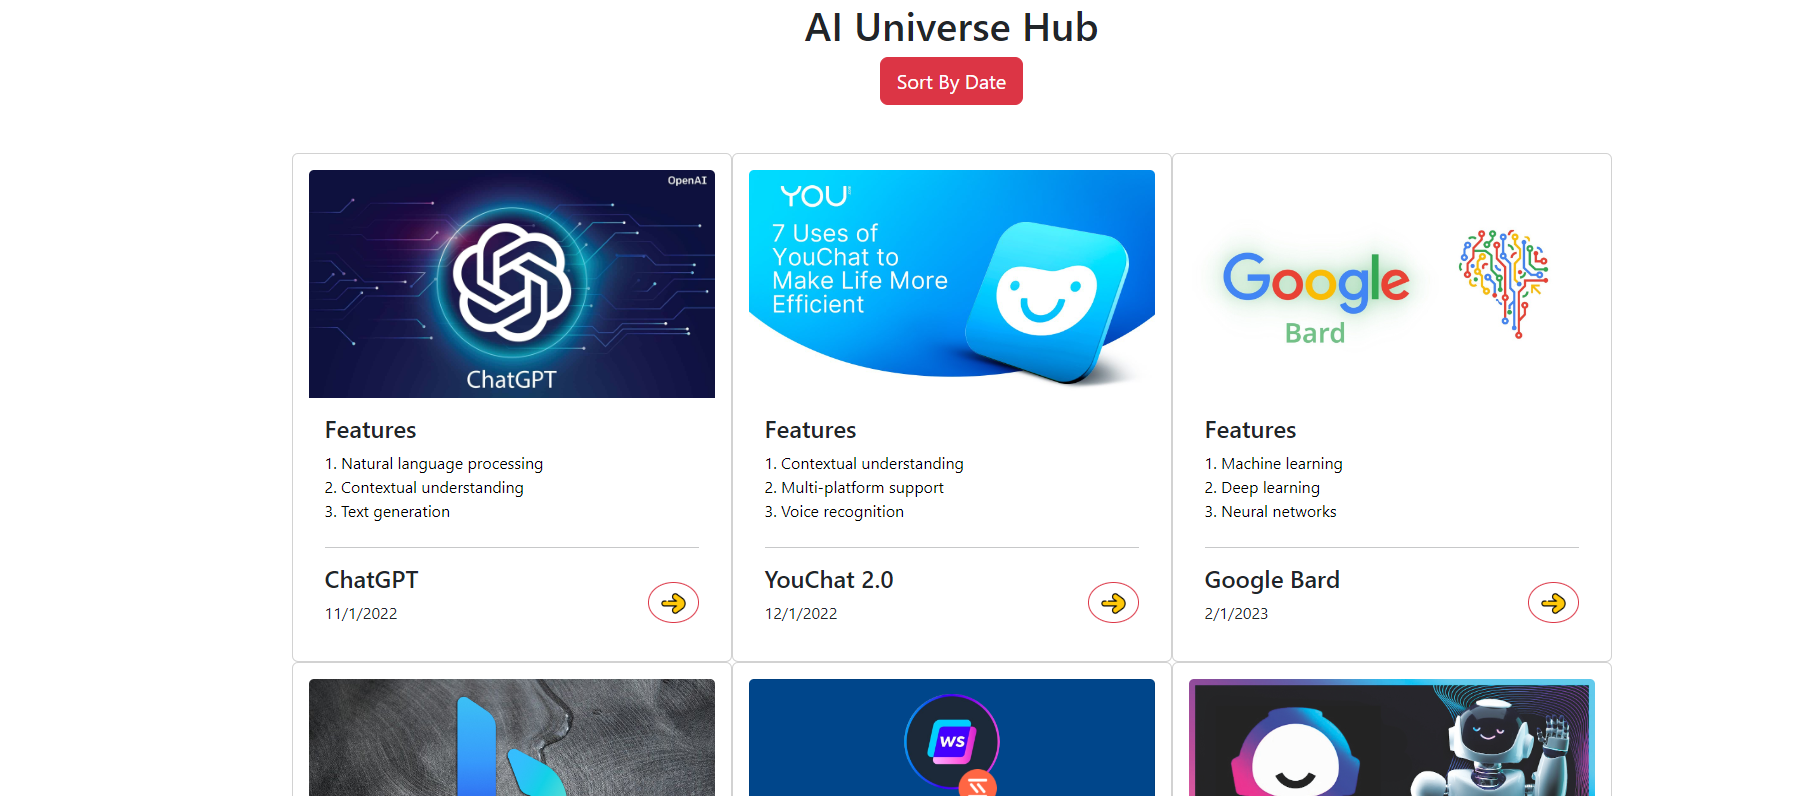 AI Universe Hub
Sort By Date
OpenAI
ChatGPT
Features
1. Natural language processing
2. Contextual understanding
3. Text generation
ChatGPT
11/1/2022
YOU
7 Uses of
YouChat to
Make Life More
Efficient
Features
1. Contextual understanding
2. Multi-platform support
3. Voice recognition
YouChat 2.0
12/1/2022
Google
Bard
Features
1. Machine learning
2. Deep learning
3. Neural networks
Google Bard
2/1/2023
WS